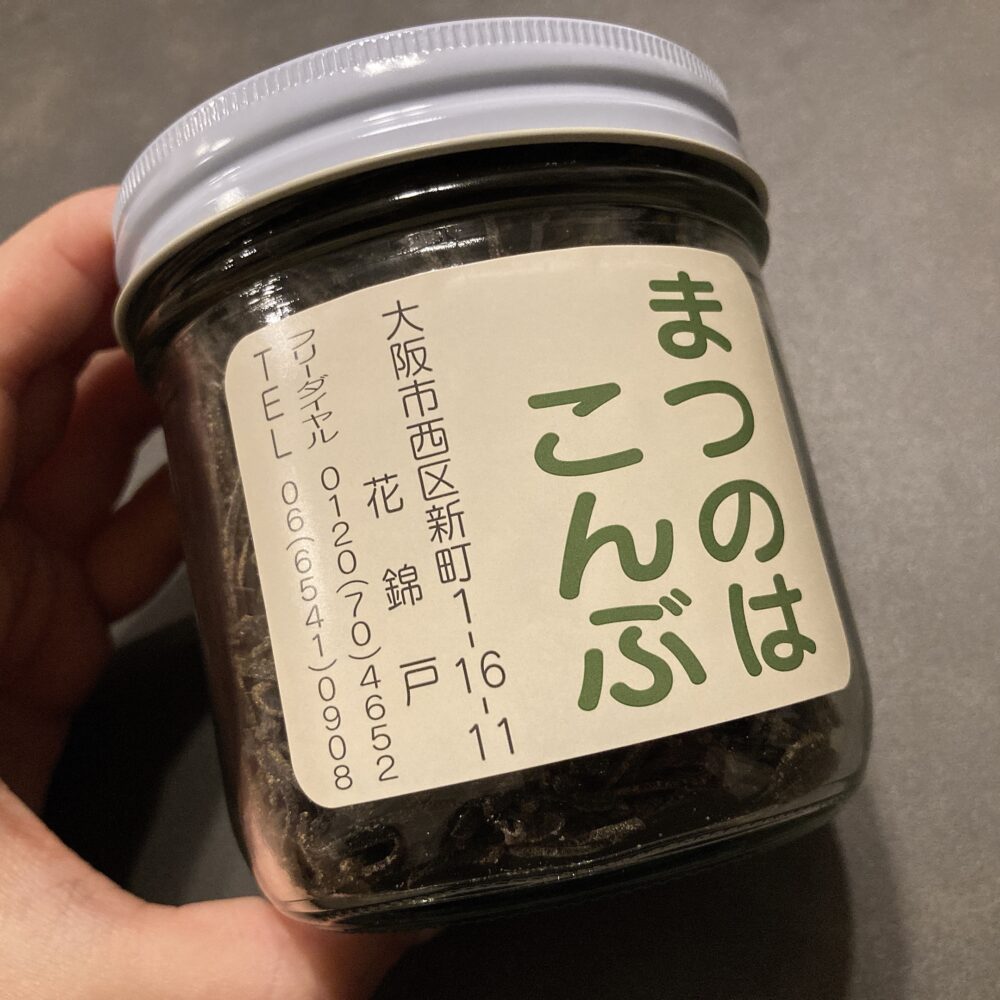 まつのは
こんぶ
大阪市西区新町1-16-11
花錦戸
フリーダイヤル 0120(70)4652
TEL 06(6541)0908